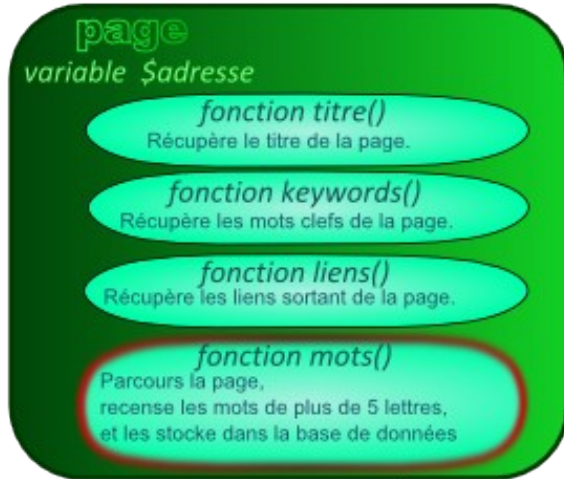 page
variable $adresse
fonction titre()
Récupère le titre de la page.
fonction keywords()
Récupère les mots clefs de la page.
fonction liens()
Récupère les liens sortant de la page.
fonction mots()
Parcours la page,
recense les mots de plus de 5 lettres,
et les stocke dans la base de données